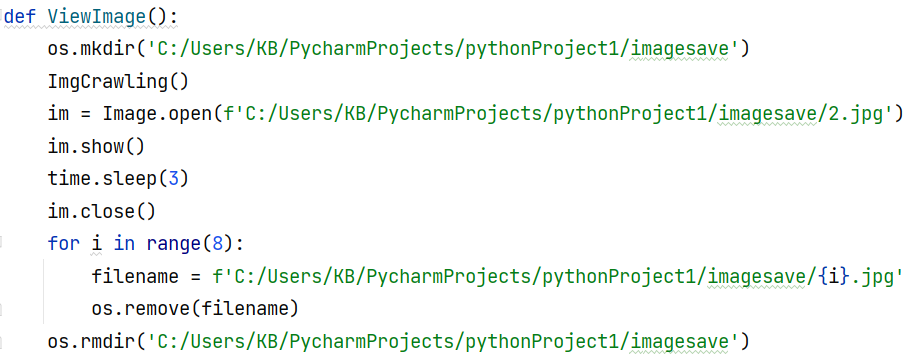 def ViewImage():
    os.mkdir('C:/Users/KB/PycharmProjects/pythonProject1/imagesave')
    ImgCrawling()
    im = Image.open(f'C:/Users/KB/PycharmProjects/pythonProject1/imagesave/2.jpg')
    im.show()
    time.sleep(3)
    im.close()
    for i in range(8):
        filename = f'C:/Users/KB/PycharmProjects/pythonProject1/imagesave/{i}.jpg'
        os.remove(filename)
    os.rmdir('C:/Users/KB/PycharmProjects/pythonProject1/imagesave')